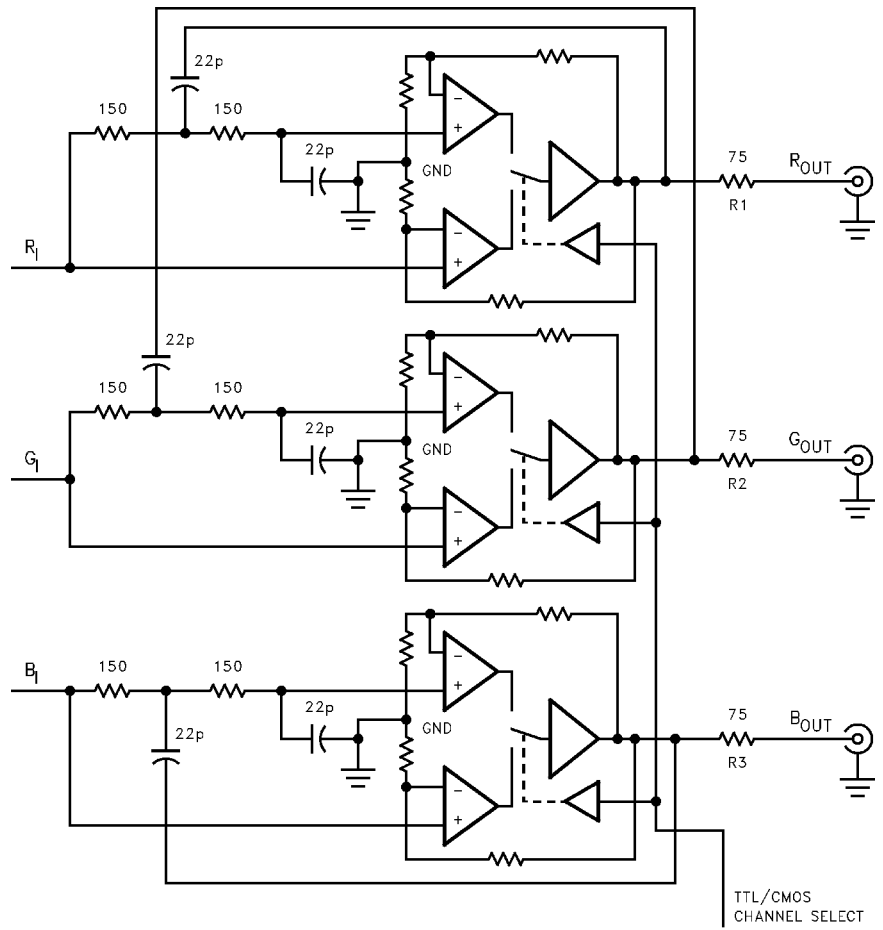 22p
150
150
22p
GND
75
R1
ROUT
RI
−
+
−
+
22p
150
150
22p
GND
75
R2
GOUT
GI
−
+
−
+
BI
150
150
22p
22p
GND
75
R3
BOUT
−
+
−
+
TTL/CMOS
CHANNEL SELECT